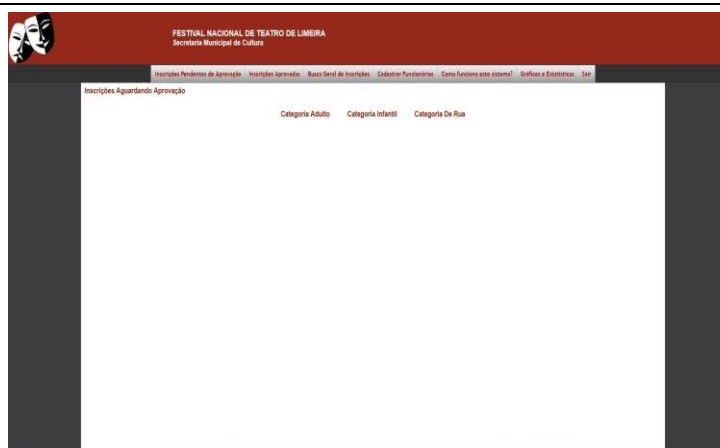 FESTIVAL NACIONAL DE TEATRO DE LIMEIRA
Secretaria Municipal de Cultura
Inscrições Pendentes de Aprovação Inscrições Aprovadas Busca Geral de Inscrições Cadastrar Funcionários Como funciona este sistema? Gráficos e Estatísticas Sair
Inscrições Aguardando Aprovação
Categoria Adulto Categoria Infantil Categoria De Rua